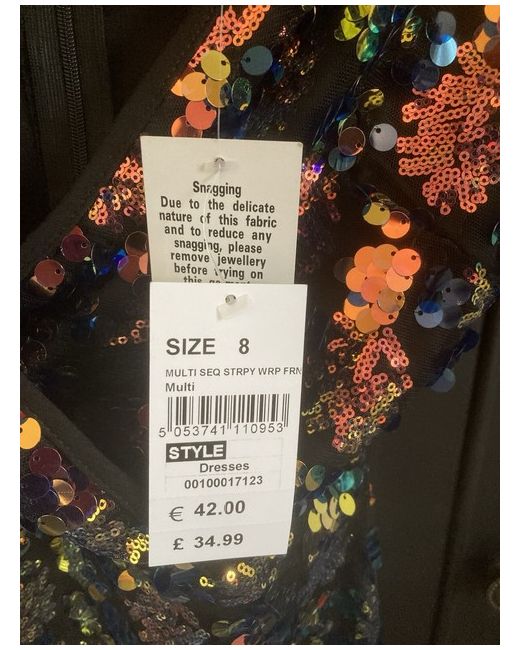 Snagging
Due to the delicate
nature of this fabric
and to reduce any
snagging, please
remove jewellery
before trying on
this
SIZE 8
MULTI SEQ STRPY WRP FRN
Multi
5 053741 110953
STYLE
Dresses
00100017123
€ 42.00
£ 34.99